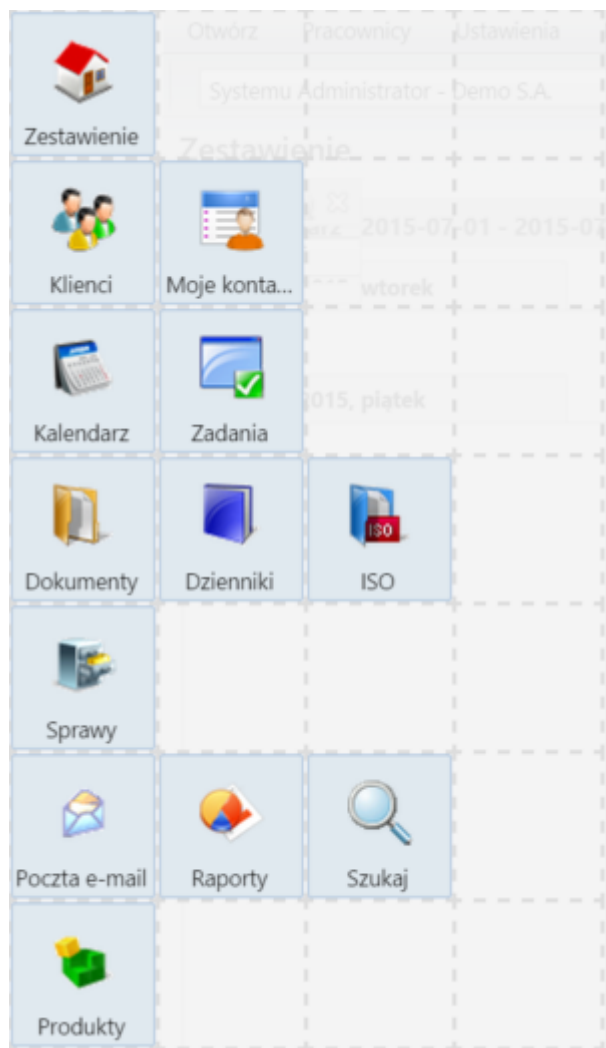 Otwórz Pracownicy Ustawienia
Systemu Administrator - Demo S.A.
Zestawienie
Zestawienie
2015-07-01 - 2015-07
Klienci Moje konta...
wtorek
Kalendarz Zadania
2015, piątek
Dokumenty Dzienniki ISO
ISO
Sprawy
Poczta e-mail Raporty Szukaj
Produkty